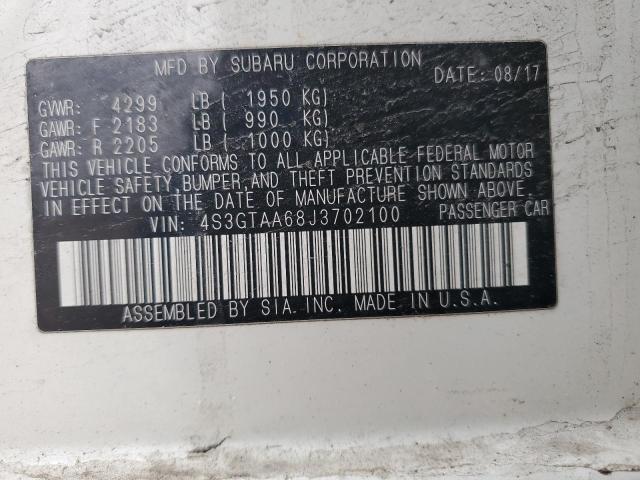 MFD BY SUBARU CORPORATION DATE: 08/17
GVWR: 4299 LB ( 1950 KG)
GAWR: F 2183 LB ( 990 KG)
GAWR: R 2205 LB ( 1000 KG)
THIS VEHICLE CONFORMS TO ALL APPLICABLE FEDERAL MOTOR
VEHICLE SAFETY, BUMPER, AND THEFT PREVENTION STANDARDS
IN EFFECT ON THE DATE OF MANUFACTURE SHOWN ABOVE.
VIN: 4S3GTAA68J3702100 PASSENGER CAR
ASSEMBLED BY SIA, INC. MADE IN U.S.A.